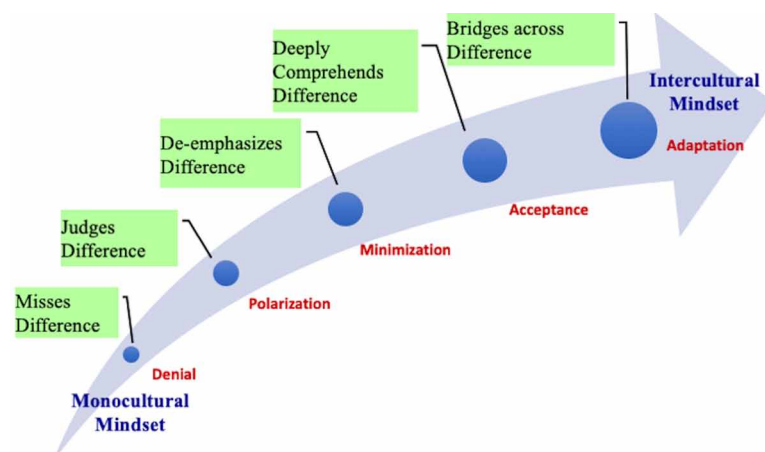 Bridges across
Difference
Deeply
Comprehends
Difference
Intercultural
Mindset
De-emphasizes
Difference
Adaptation
Acceptance
Judges
Difference
Minimization
Misses
Difference
Polarization
Denial
Monocultural
Mindset